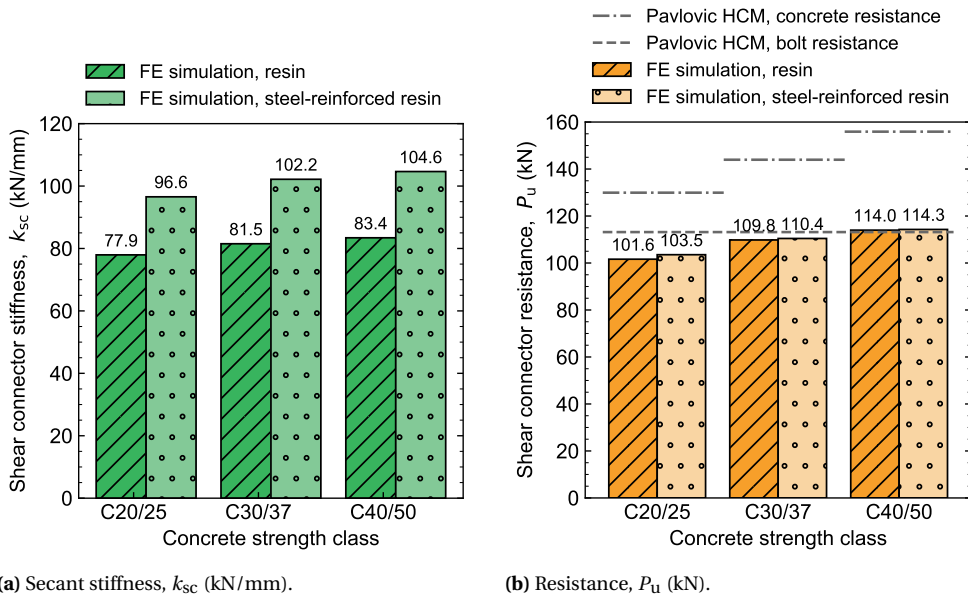 FE simulation, resin
FE simulation, steel-reinforced resin
Shear connector stiffness, ksc (kN/mm)
120
100
80
60
40
20
0
77.9
96.6
81.5
102.2
83.4
104.6
C20/25
C30/37
C40/50
Concrete strength class
(a) Secant stiffness, ksc (kN/mm).
Pavlovic HCM, concrete resistance
Pavlovic HCM, bolt resistance
FE simulation, resin
FE simulation, steel-reinforced resin
Shear connector resistance, Pu (kN)
160
140
120
100
80
60
40
20
0
101.6
103.5
109.8
110.4
114.0
114.3
C20/25
C30/37
C40/50
Concrete strength class
(b) Resistance, Pu (kN).